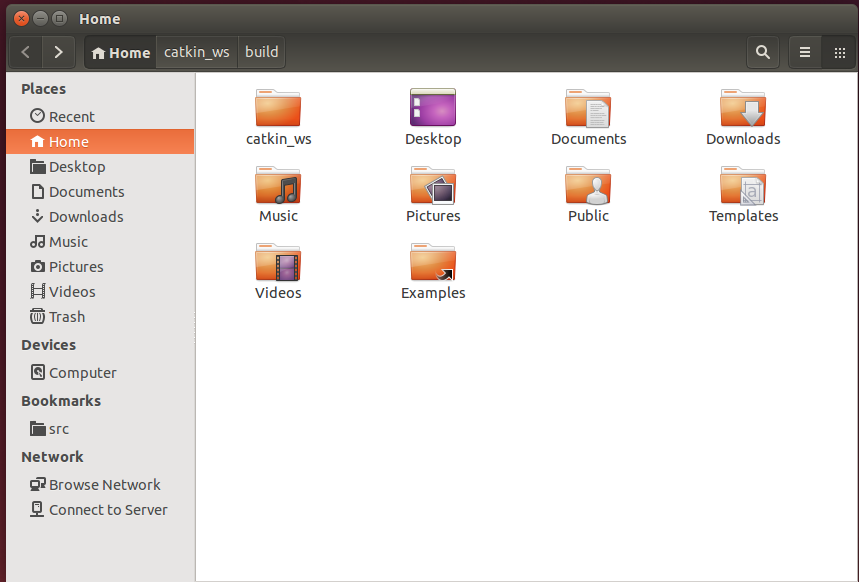 Home
Home catkin_ws build
Places
Recent
Home
Desktop
Documents
Downloads
Music
Pictures
Videos
Trash
Devices
Computer
Bookmarks
src
Network
Browse Network
Connect to Server
catkin_ws Desktop Documents Downloads
Music Pictures Public Templates
Videos Examples